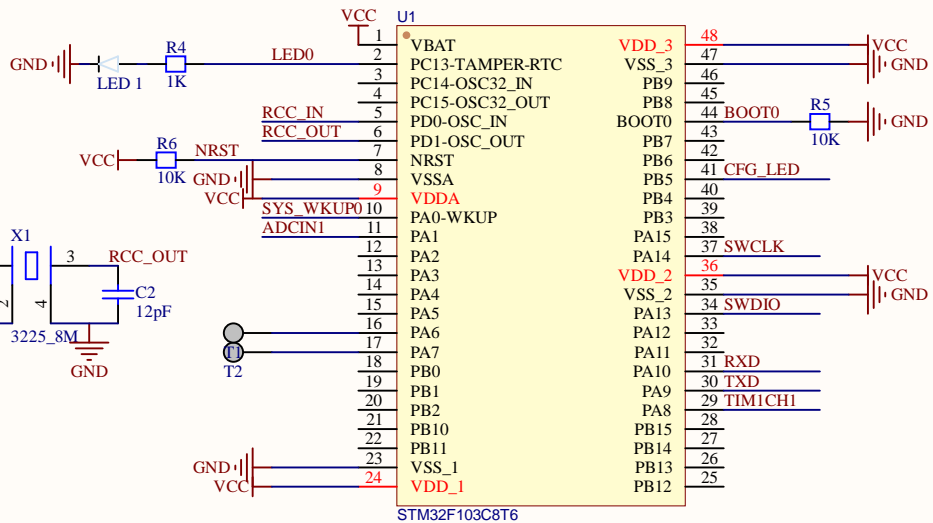 VCC
U1
1 VBAT VDD_3 48 VCC
GND LED 1 R4 1K LED0 2 PC13-TAMPER-RTC VSS_3 47 GND
3 PC14-OSC32_IN PB9 46
4 PC15-OSC32_OUT PB8 45
RCC_IN 5 PD0-OSC_IN BOOT0 44 BOOT0 R5 10K GND
RCC_OUT 6 PD1-OSC_OUT PB7 43
VCC R6 10K NRST 7 NRST PB6 42
GND 8 VSSA PB5 41 CFG_LED
VCC 9 VDDA PB4 40
SYS_WKUP0 10 PA0-WKUP PB3 39
ADCIN1 11 PA1 PA15 38
12 PA2 PA14 37 SWCLK
13 PA3 VDD_2 36 VCC
14 PA4 VSS_2 35 GND
15 PA5 PA13 34 SWDIO
16 PA6 PA12 33
17 PA7 PA11 32
18 PB0 PA10 31 RXD
19 PB1 PA9 30 TXD
20 PB2 PA8 29 TIM1CH1
21 PB10 PB15 28
22 PB11 PB14 27
GND 23 VSS_1 PB13 26
VCC 24 VDD_1 PB12 25
STM32F103C8T6
X1
3 RCC_OUT
2 4 C2
12pF
3225_8M
GND
T1
T2